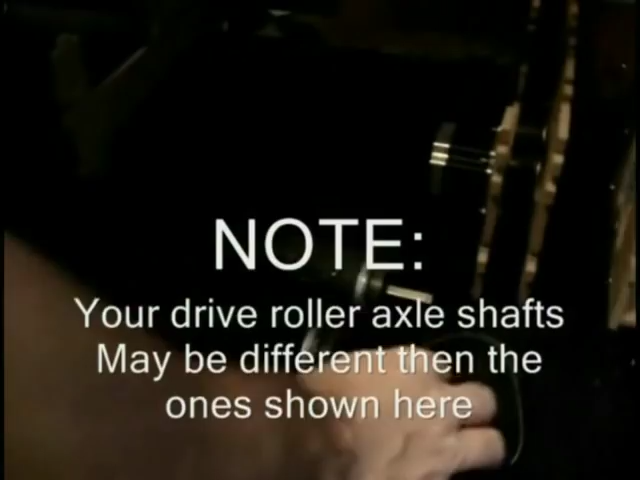 NOTE:
Your drive roller axle shafts
May be different then the
ones shown here